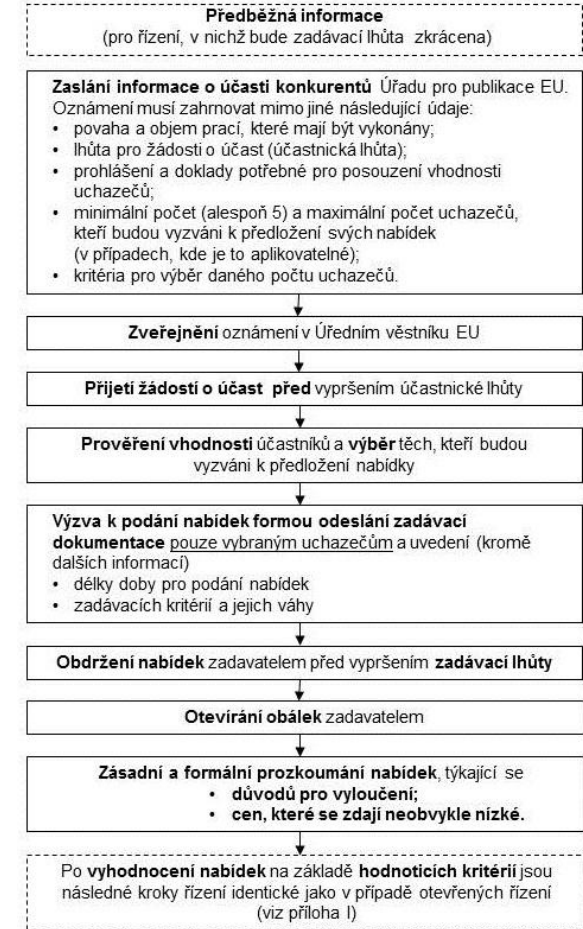 Předběžná informace
(pro řízení, v nichž bude zadávací lhůta zkrácena)
Zaslání informace o účasti konkurentů Úřadu pro publikace EU.
Oznámení musí zahrnovat mimo jiné následující údaje:
• povaha a objem prací, které mají být vykonány;
• lhůta pro žádosti o účast (účastnická lhůta);
• prohlášení a doklady potřebné pro posouzení vhodnosti
uchazečů;
• minimální počet (alespoň 5) a maximální počet uchazečů,
kteří budou vyzváni k předložení svých nabídek
(v případech, kde je to aplikovatelné);
• kritéria pro výběr daného počtu uchazečů.
Zveřejnění oznámení v Úředním věstníku EU
Přijetí žádostí o účast před vypršením účastnické lhůty
Prověření vhodnosti účastníků a výběr těch, kteří budou
vyzváni k předložení nabídky
Výzva k podání nabídek formou odeslání zadávací
dokumentace pouze vybraným uchazečům a uvedení (kromě
dalších informací)
• délky doby pro podání nabídek
• zadávacích kritérií a jejich váhy
Obdržení nabídek zadavatelem před vypršením zadávací lhůty
Otevírání obálek zadavatelem
Zásadní a formální prozkoumání nabídek, týkající se
• důvodů pro vyloučení;
• cen, které se zdají neobvykle nízké.
Po vyhodnocení nabídek na základě hodnoticích kritérií jsou
následné kroky řízení identické jako v případě otevřených řízení
(viz příloha I)